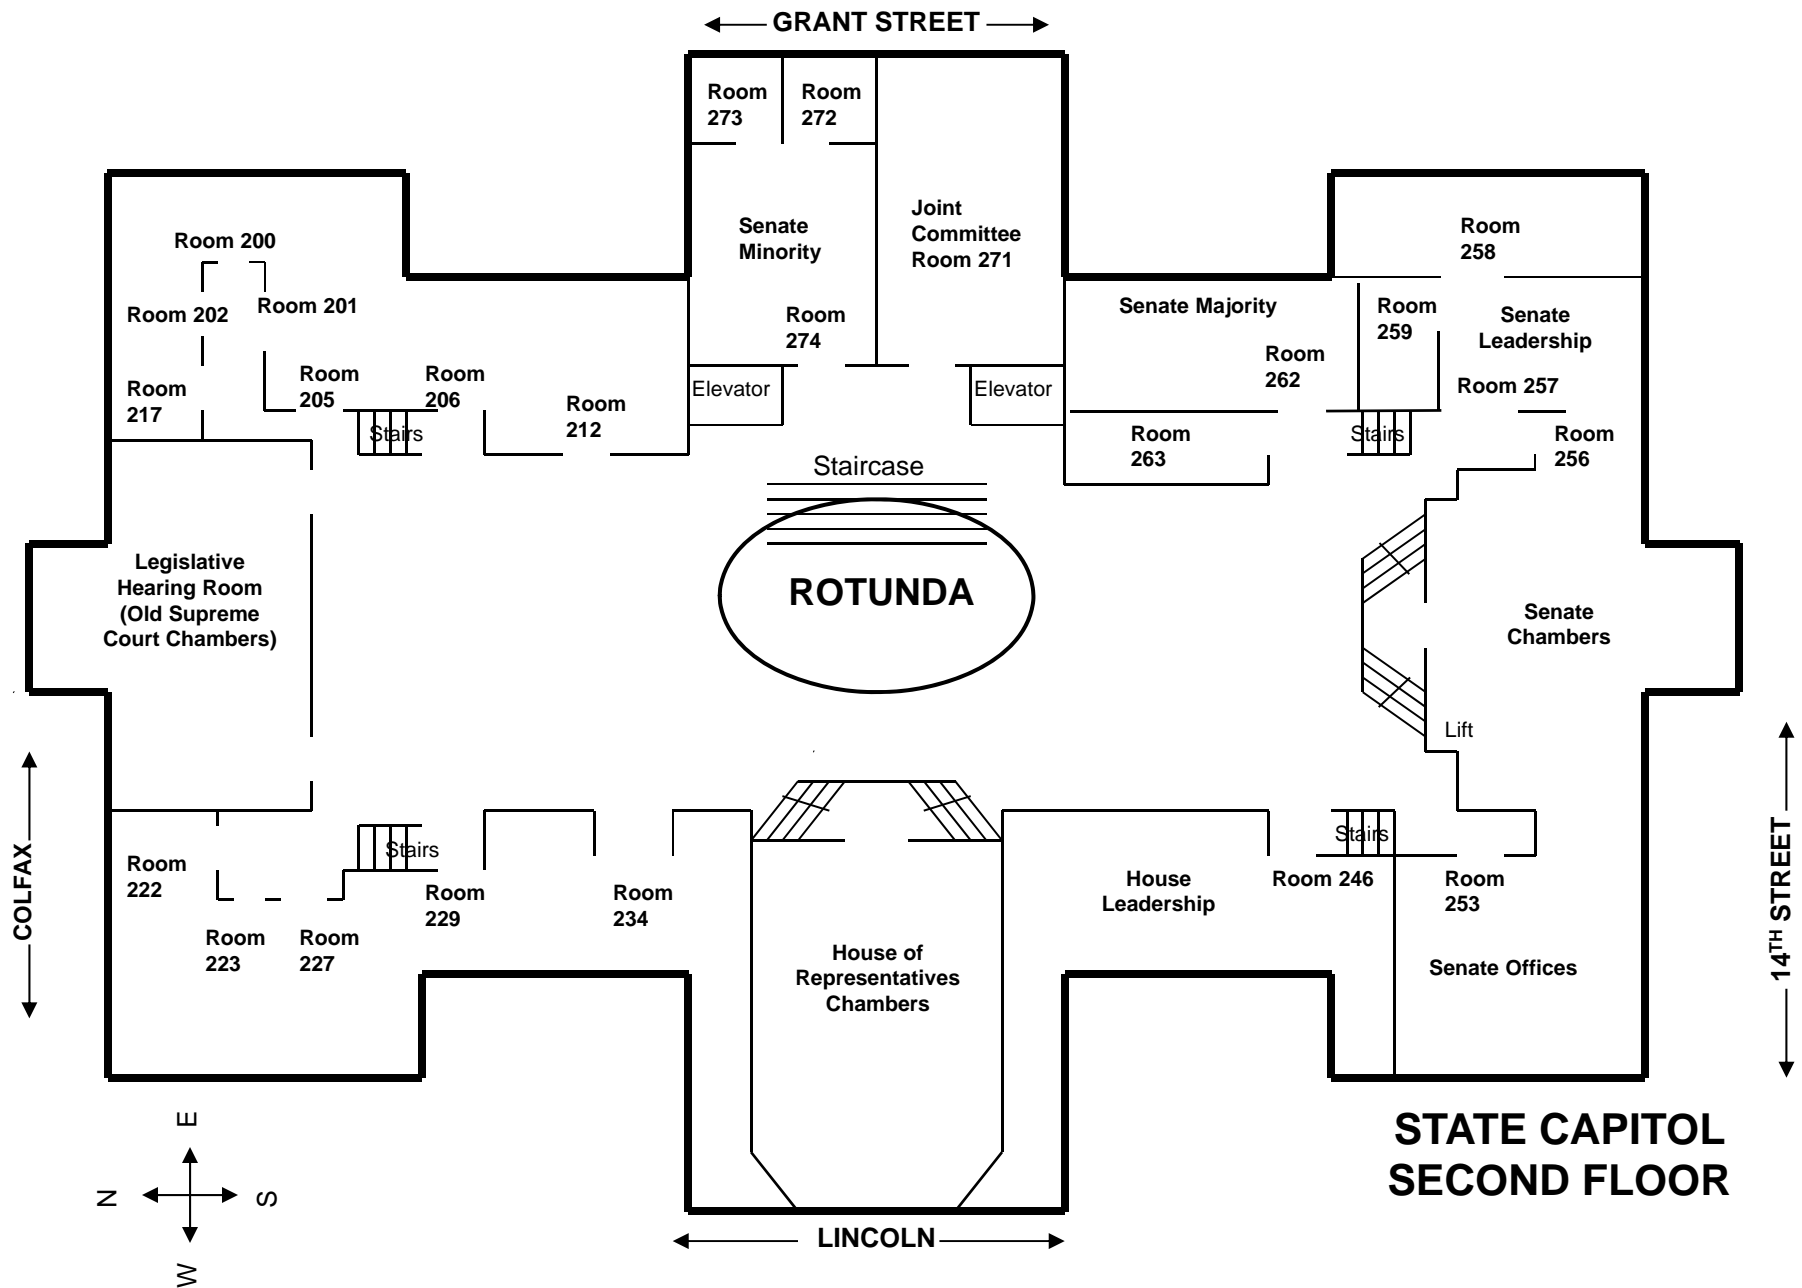 GRANT STREET
Room
273
Room
272
Senate
Minority
Joint
Committee
Room 271
Room
274
Elevator
Elevator
Room 200
Room 202
Room 201
Room
217
Room
205
Room
206
Room
212
Stairs
Senate Majority
Room
262
Room
263
Room
258
Room
259
Senate
Leadership
Room 257
Room
256
Stairs
Staircase
ROTUNDA
Legislative
Hearing Room
(Old Supreme
Court Chambers)
Senate
Chambers
Lift
COLFAX
14TH STREET
Room
222
Stairs
Room
223
Room
227
Room
229
Room
234
House of
Representatives
Chambers
House
Leadership
Room 246
Stairs
Room
253
Senate Offices
E
N
S
W
STATE CAPITOL
SECOND FLOOR
LINCOLN